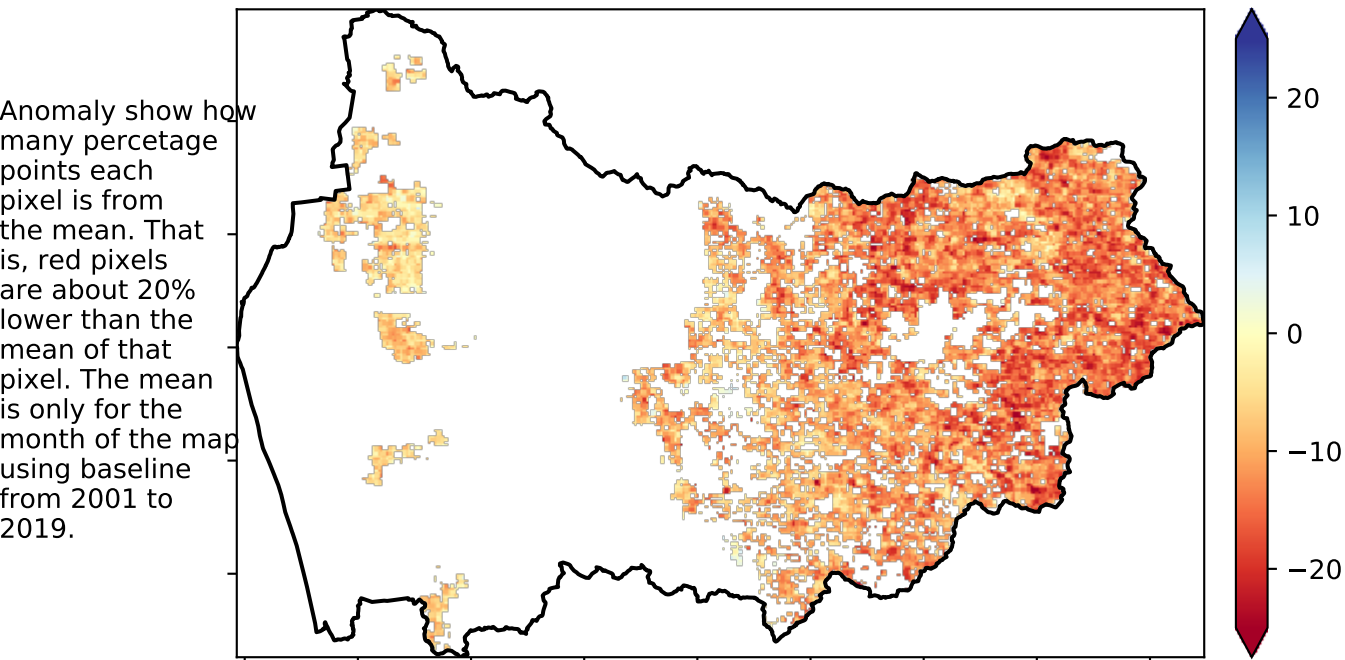 Anomaly show how
many percetage
points each
pixel is from
the mean. That
is, red pixels
are about 20%
lower than the
mean of that
pixel. The mean
is only for the
month of the map
using baseline
from 2001 to
2019.
20
10
0
−10
−20